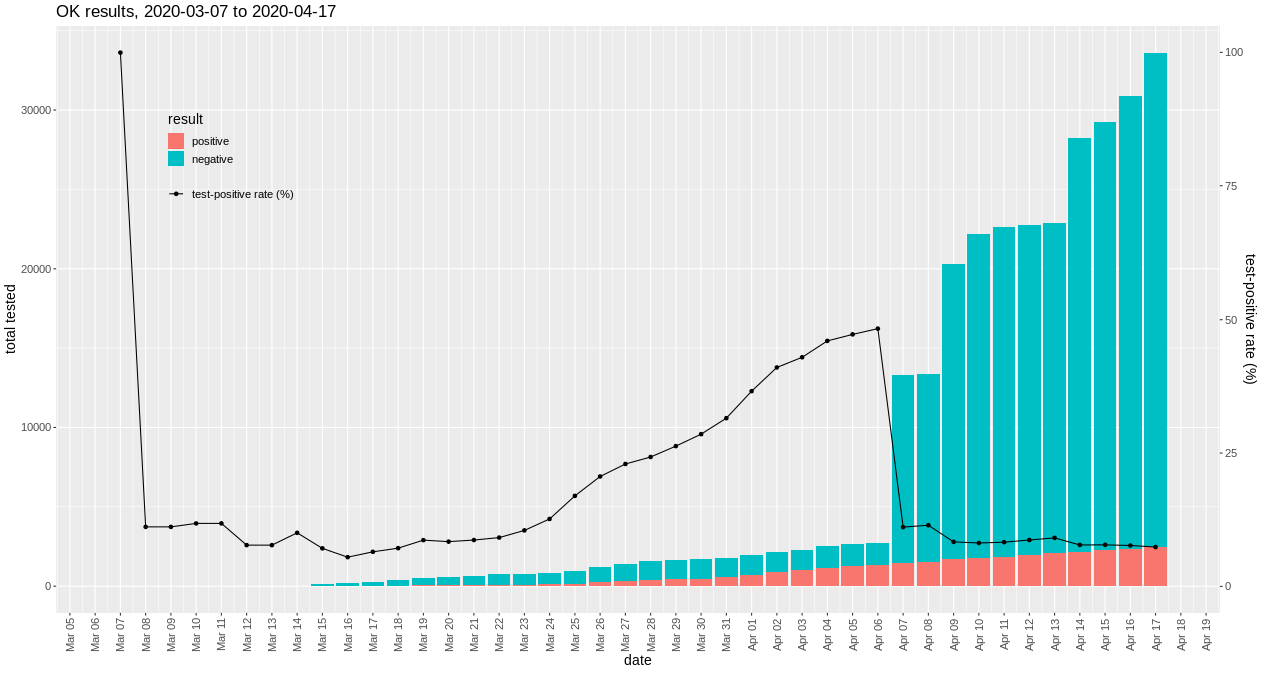 OK results, 2020-03-07 to 2020-04-17
result
positive
negative
test-positive rate (%)
total tested
30000
20000
10000
0
100
75
50
25
0
test-positive rate (%)
Mar 05
Mar 06
Mar 07
Mar 08
Mar 09
Mar 10
Mar 11
Mar 12
Mar 13
Mar 14
Mar 15
Mar 16
Mar 17
Mar 18
Mar 19
Mar 20
Mar 21
Mar 22
Mar 23
Mar 24
Mar 25
Mar 26
Mar 27
Mar 28
Mar 29
Mar 30
Mar 31
Apr 01
Apr 02
Apr 03
Apr 04
Apr 05
Apr 06
Apr 07
Apr 08
Apr 09
Apr 10
Apr 11
Apr 12
Apr 13
Apr 14
Apr 15
Apr 16
Apr 17
Apr 18
Apr 19
date